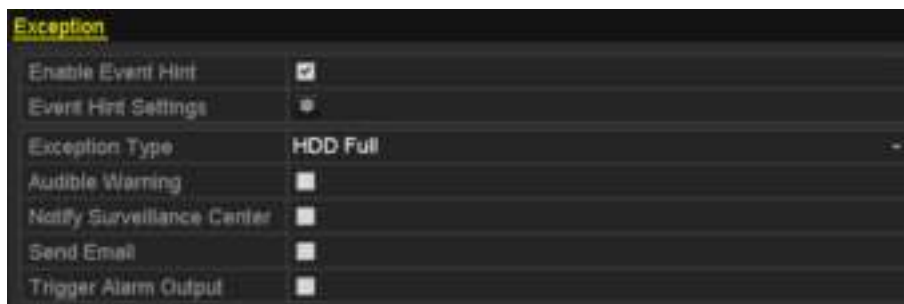 Exception
Enable Event Hint
Event Hint Settings
Exception Type HDD Full
Audible Warning
Notify Surveillance Center
Send Email
Trigger Alarm Output